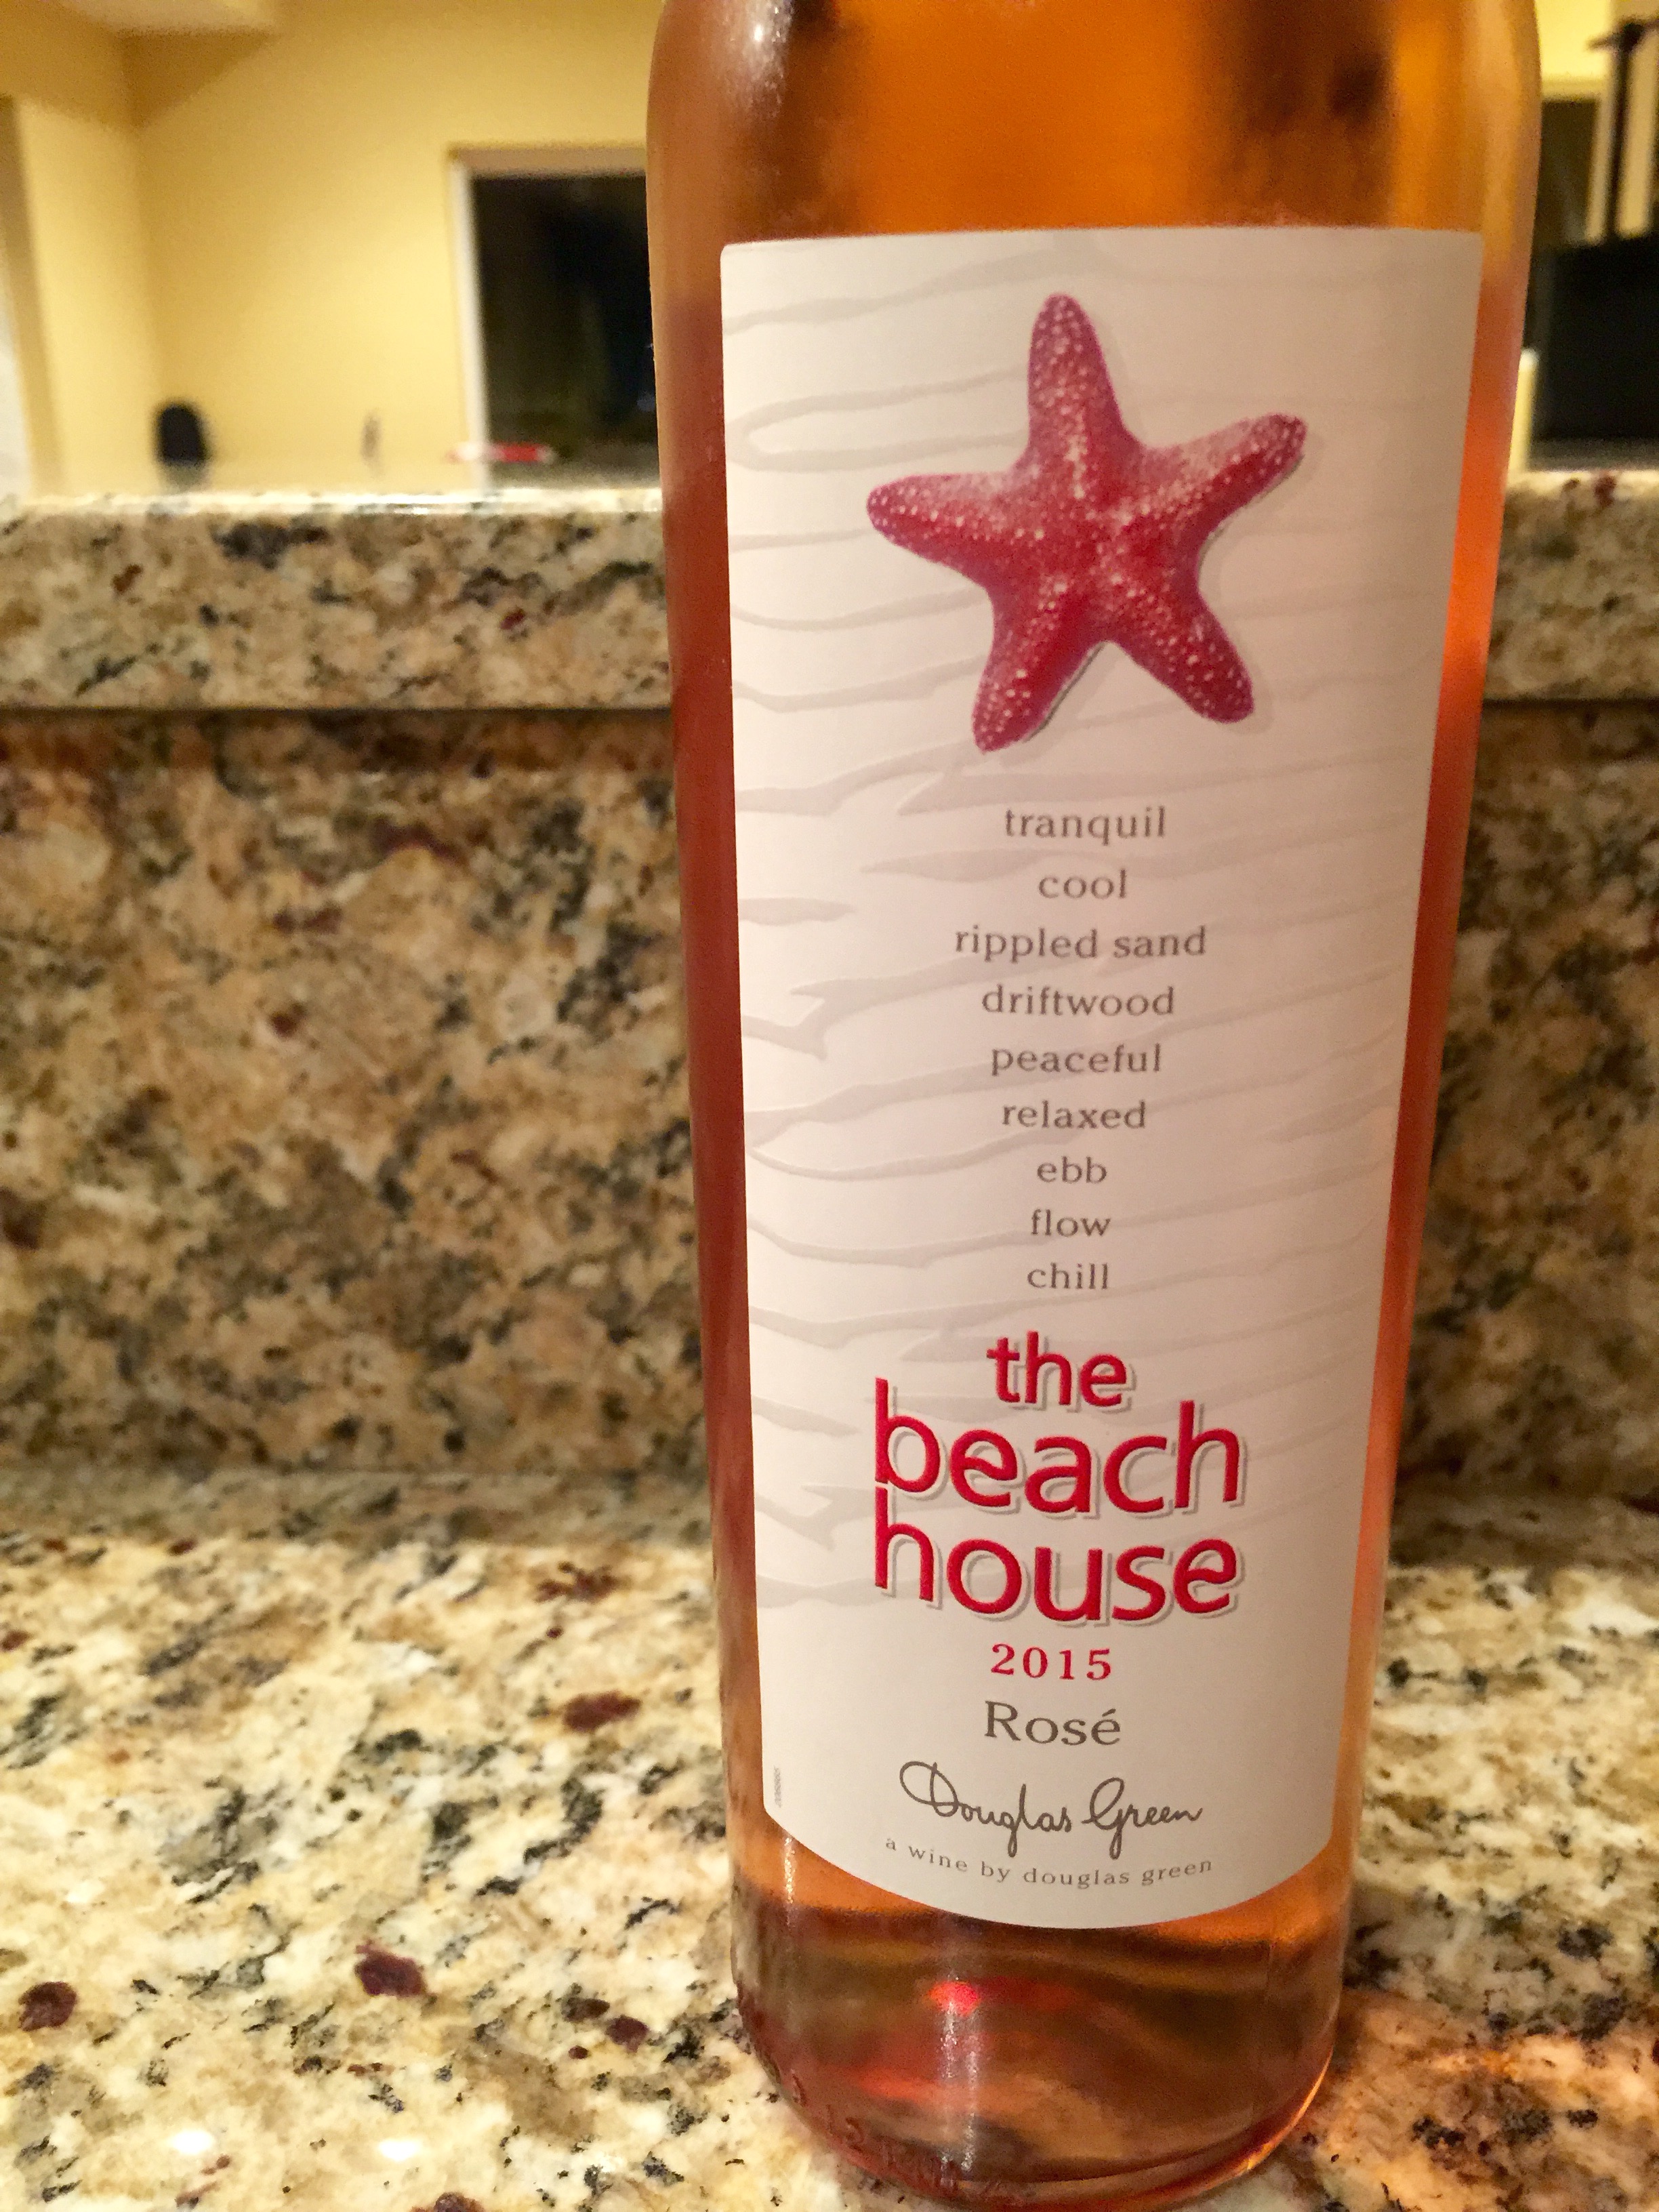 tranquil
cool
rippled sand
driftwood
peaceful
relaxed
ebb
flow
chill
the
beach
house
2015
Rosé
Douglas Green
a wine by douglas green